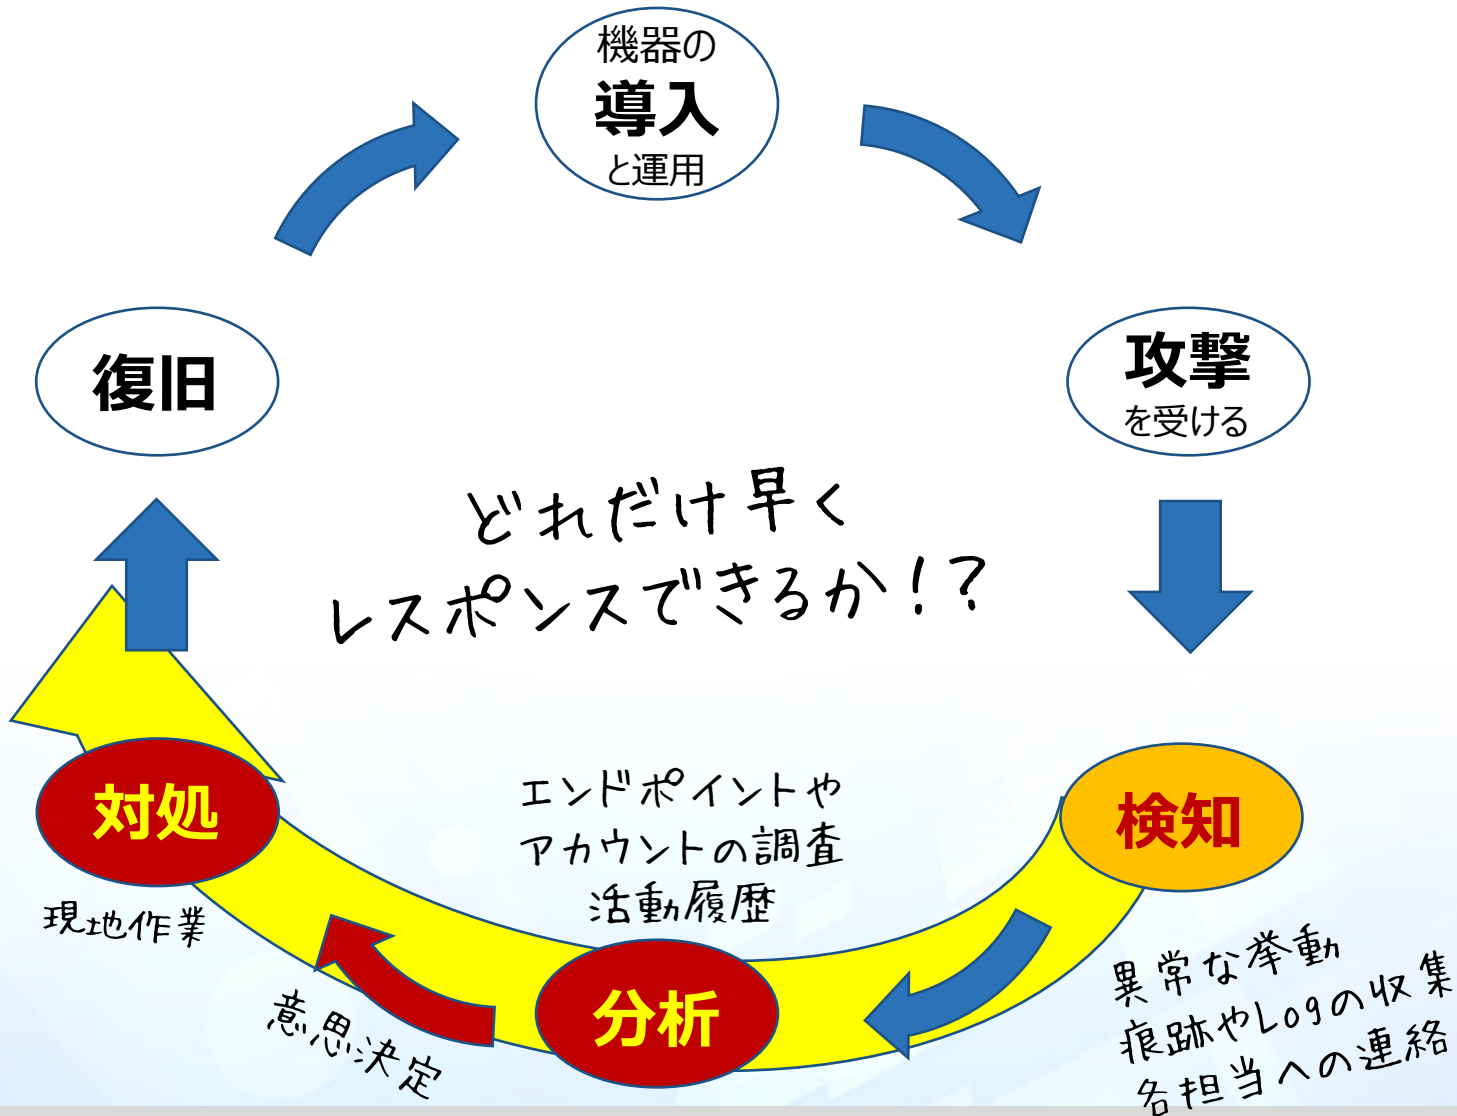 機器の
導入
と運用
攻撃
を受ける
復旧
どれだけ早く
レスポンスできるか!?
検知
異常な挙動
痕跡やLogの収集
各担当への連絡
エンドポイントや
アカウントの調査
活動履歴
分析
意思決定
対処
現地作業